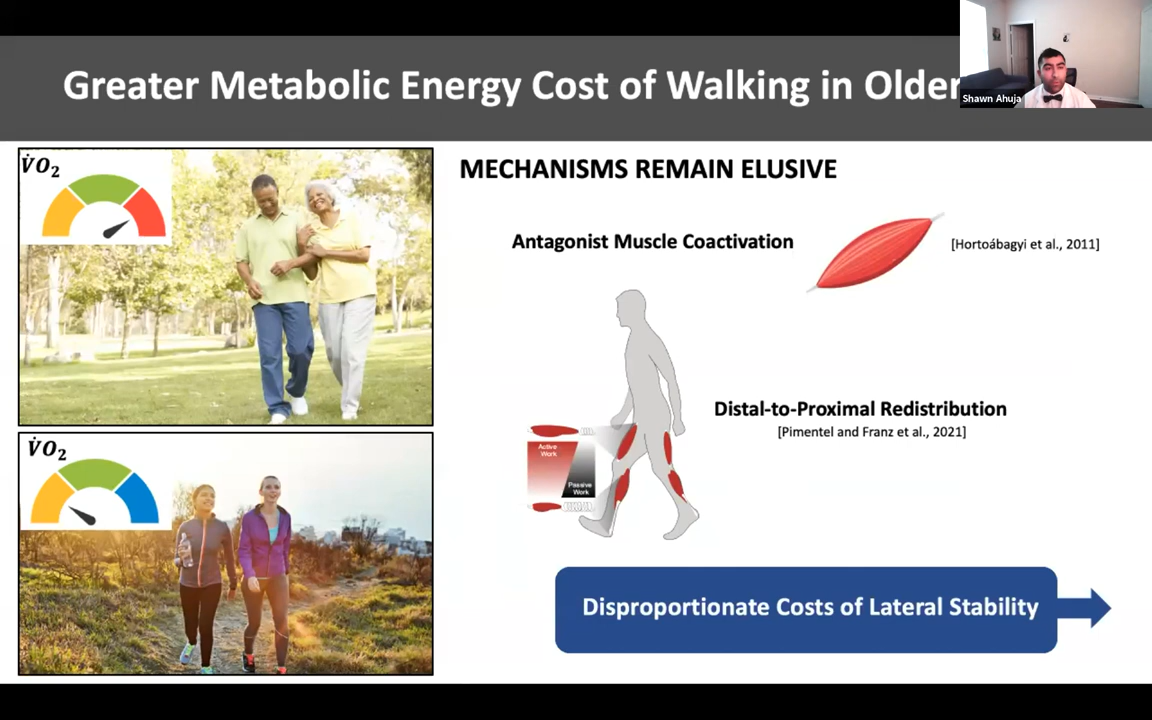 Greater Metabolic Energy Cost of Walking in Older
Shawn Ahuja
V̇O₂
MECHANISMS REMAIN ELUSIVE
Antagonist Muscle Coactivation
[Hortoábagyi et al., 2011]
Distal-to-Proximal Redistribution
[Pimentel and Franz et al., 2021]
Active
Work
Passive
Work
V̇O₂
Disproportionate Costs of Lateral Stability